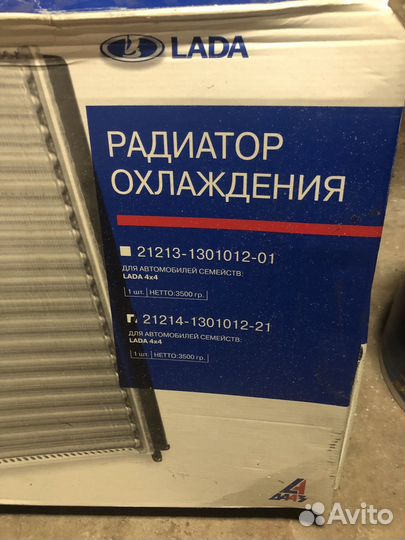 LADA
РАДИАТОР
ОХЛАЖДЕНИЯ
21213-1301012-01
ДЛЯ АВТОМОБИЛЕЙ СЕМЕЙСТВ:
LADA 4x4
1 шт. НЕТТО:3500 гр.
21214-1301012-21
ДЛЯ АВТОМОБИЛЕЙ СЕМЕЙСТВ:
LADA 4x4
1 шт. НЕТТО:3500 гр.
ДААЗ
Avito